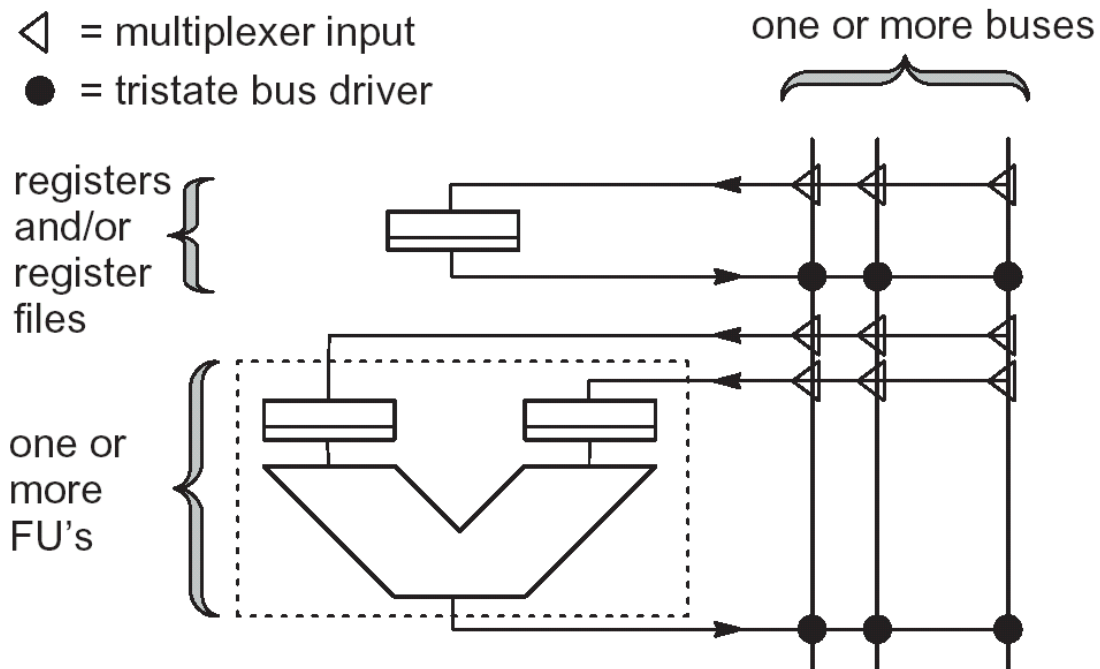 = multiplexer input
one or more buses
= tristate bus driver
registers
and/or
register
files
one or
more
FU's